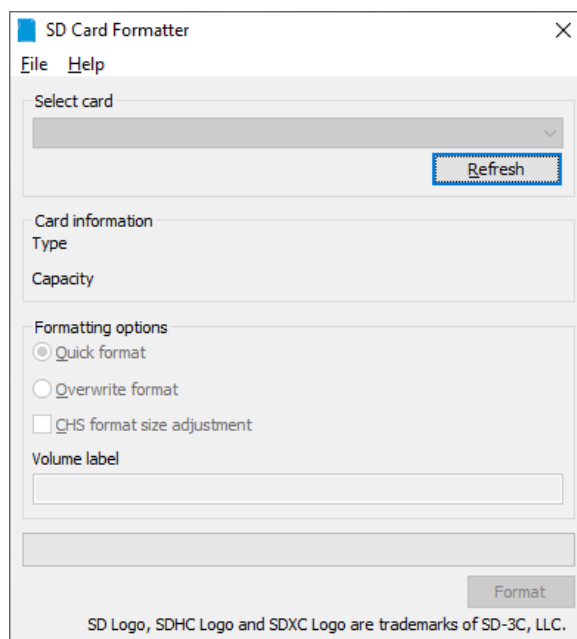 SD Card Formatter
File Help
Select card
Refresh
Card information
Type
Capacity
Formatting options
Quick format
Overwrite format
CHS format size adjustment
Volume label
Format
SD Logo, SDHC Logo and SDXC Logo are trademarks of SD-3C, LLC.